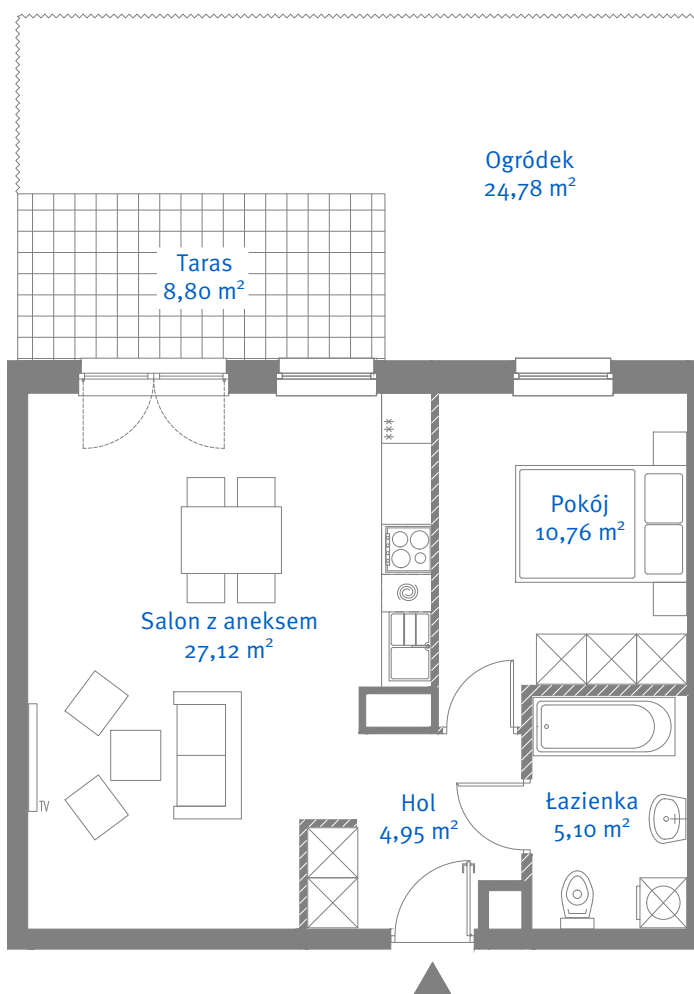 Ogródek
24,78 m²
Taras
8,80 m²
Pokój
10,76 m²
Salon z aneksem
27,12 m²
TV
Hol
4,95 m²
Łazienka
5,10 m²